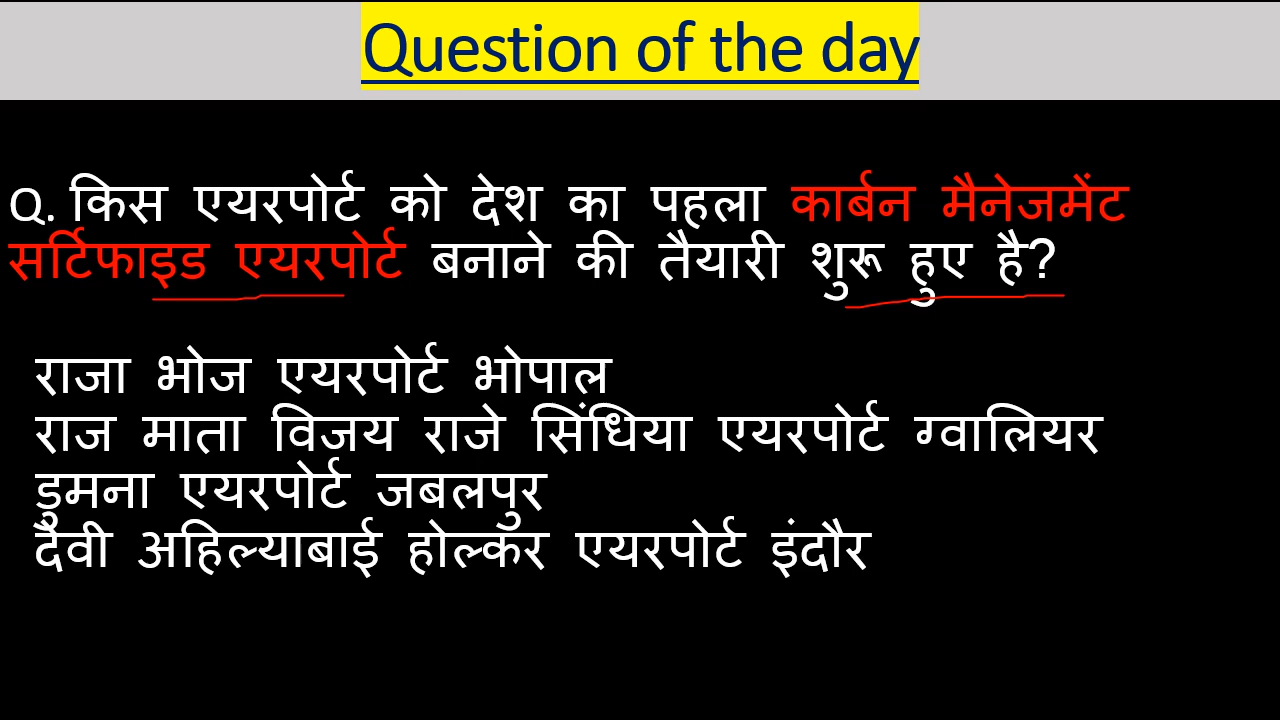 Question of the day
Q. किस एयरपोर्ट को देश का पहला कार्बन मैनेजमेंट
सर्टिफाइड एयरपोर्ट बनाने की तैयारी शुरू हुए है?
राजा भोज एयरपोर्ट भोपाल
राज माता विजय राजे सिंधिया एयरपोर्ट ग्वालियर
डुमना एयरपोर्ट जबलपुर
देवी अहिल्याबाई होल्कर एयरपोर्ट इंदौर